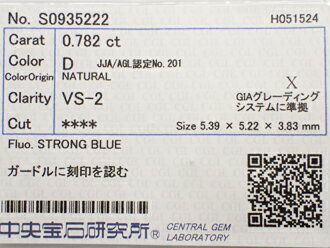 No. S0935222 H051524
Carat 0.782 ct
Color D JJA/AGL認定No.201
ColorOrigin NATURAL X
Clarity VS-2 GIAグレーディング
システムに準拠
Cut **** Size 5.39 × 5.22 × 3.83 mm
Fluo. STRONG BLUE
ガードルに刻印を認む
中央宝石研究所 CENTRAL GEM
LABORATORY